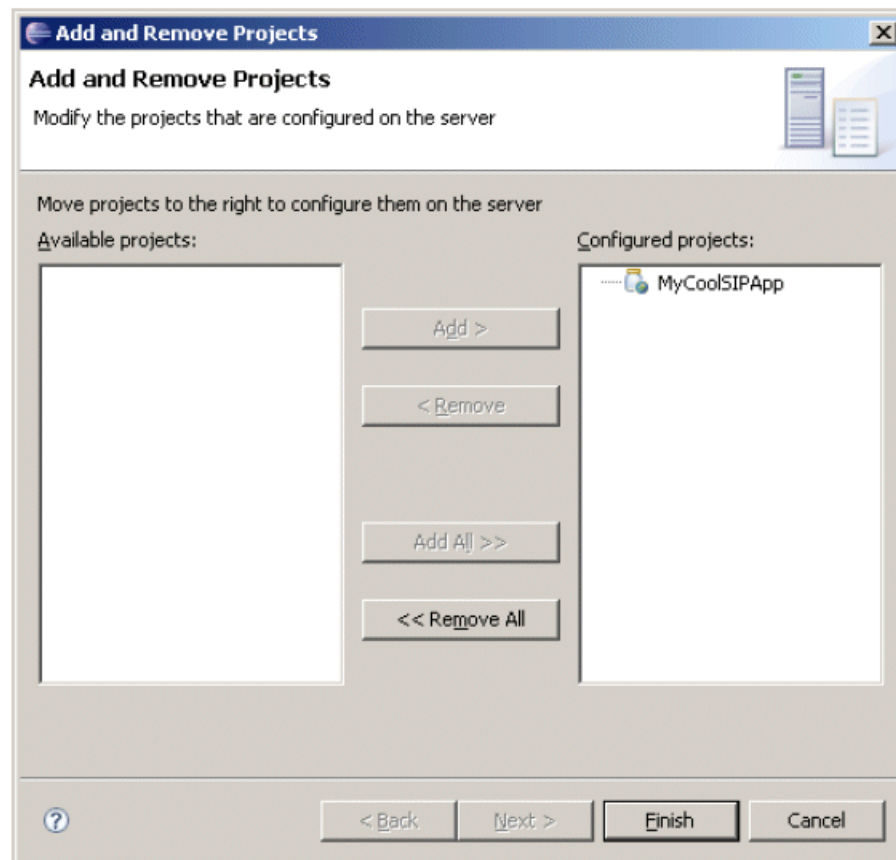 Add and Remove Projects
Add and Remove Projects
Modify the projects that are configured on the server
Move projects to the right to configure them on the server
Available projects:
Configured projects:
MyCoolSIPApp
Add >
< Remove
Add All >>
<< Remove All
?
< Back
Next >
Finish
Cancel